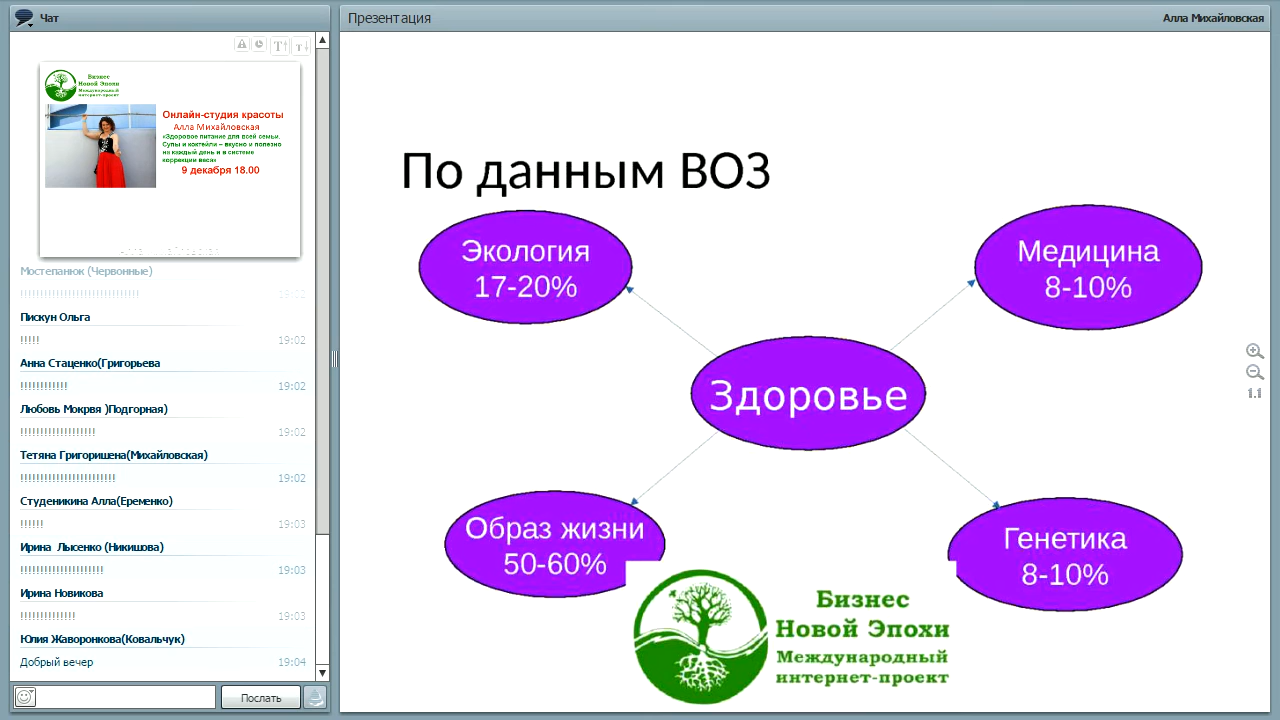 Чат
Бизнес
Новой Эпохи
Международный
интернет-проект
Онлайн-студия красоты
Алла Михайловская
«Здоровое питание для всей семьи.
Супы и коктейли – вкусно и полезно
на каждый день и в системе
коррекции веса»
9 декабря 18.00
Мостепанюк (Червонные)
!!!!!!!!!!!!!!!!!!!!!!!!!!!!!!
Пискун Ольга
!!!!! 19:02
Анна Стаценко(Григорьева
!!!!!!!!!!!! 19:02
Любовь Мокрвя )Подгорная)
!!!!!!!!!!!!!!!!!!! 19:02
Тетяна Григоришена(Михайловская)
!!!!!!!!!!!!!!!!!!!!!!!! 19:02
Студеникина Алла(Еременко)
!!!!!! 19:03
Ирина  Лысенко (Никишова)
!!!!!!!!!!!!!!!!!!!!! 19:03
Ирина Новикова
!!!!!!!!!!!!!! 19:03
Юлия Жаворонкова(Ковальчук)
Добрый вечер 19:04
Послать
Презентация
Алла Михайловская
По данным ВОЗ
Экология
17-20%
Медицина
8-10%
Здоровье
Образ жизни
50-60%
Генетика
8-10%
Бизнес
Новой Эпохи
Международный
интернет-проект
1.1